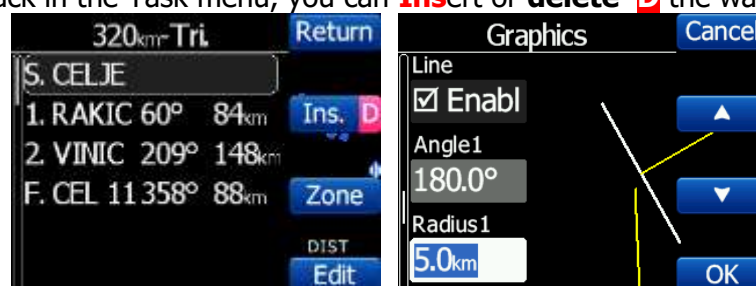 ck in the Task menu, you can Insert or delete D the wa
320km-Tri. Return
S. CELJE
1. RAKIC 60° 84km Ins. D
2. VINIC 209° 148km
F. CEL 11 358° 88km Zone
DIST
Edit
Graphics Cancel
Line
Enabl
Angle1
180.0°
Radius1
5.0km
OK